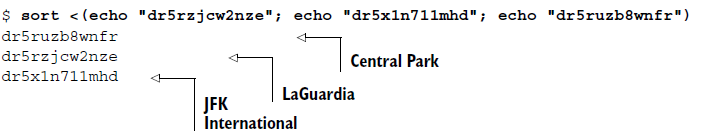 $ sort <(echo "dr5rzjcw2nze"; echo "dr5x1n711mhd"; echo "dr5ruzb8wnfr")
dr5ruzb8wnfr
dr5rzjcw2nze
dr5x1n711mhd
Central Park
LaGuardia
JFK
International